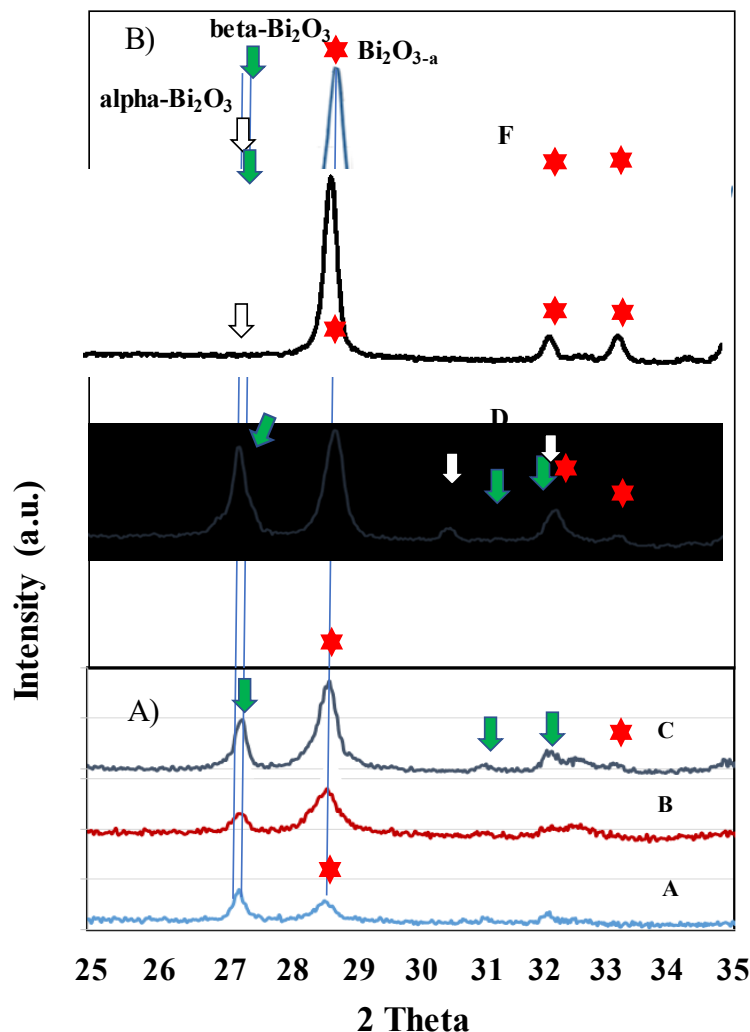 B)
beta-Bi₂O₃
Bi₂O₃₋ₐ
alpha-Bi₂O₃
F
D
A)
C
B
A
Intensity (a.u.)
25 26 27 28 29 30 31 32 33 34 35
2 Theta